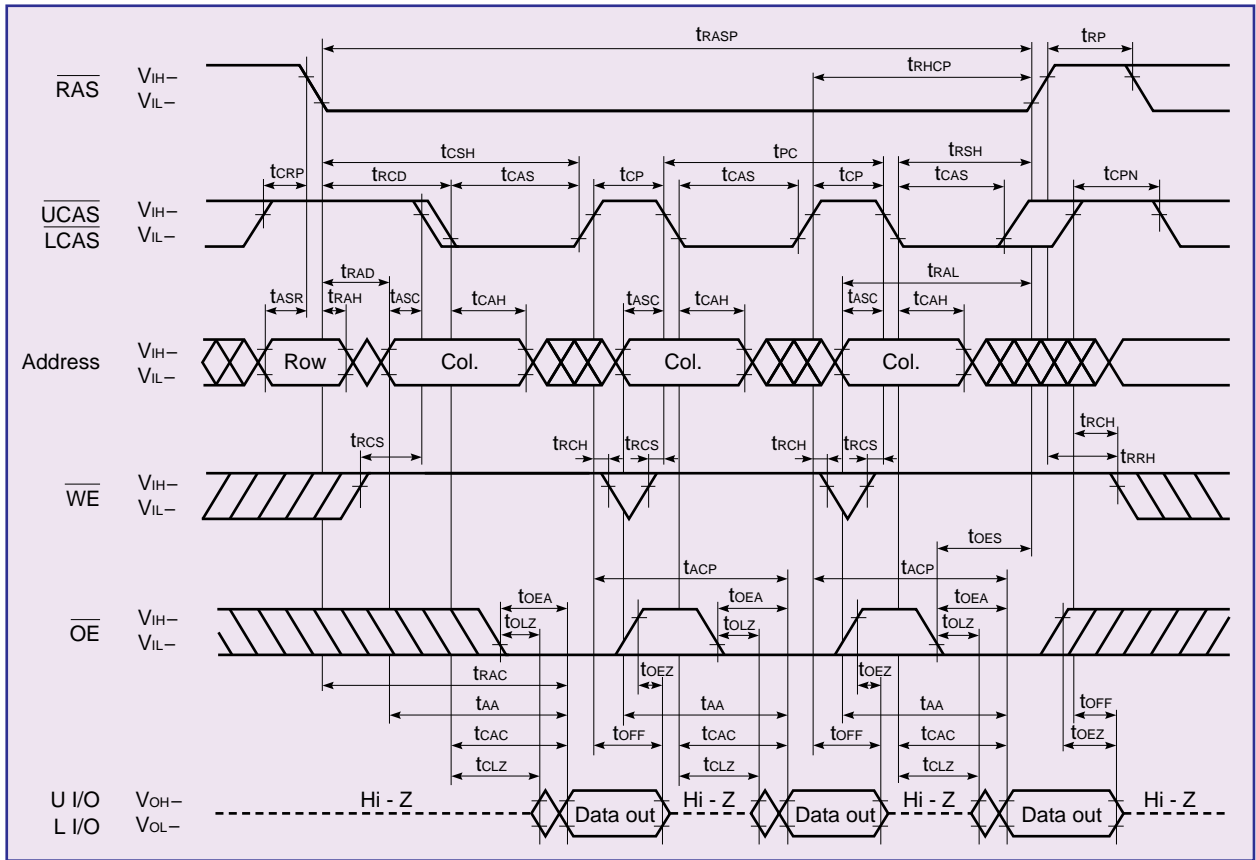 tRASP tRP
tRHCP
RAS VIH–
VIL–
tCSH tPC tRSH
tCRP tRCD tCAS tCP tCAS tCP tCAS tCPN
UCAS VIH–
LCAS VIL–
tRAD tRAL
tASR tRAH tASC tCAH tASC tCAH tASC tCAH
Address VIH–
VIL–
Row Col. Col. Col.
tRCS tRCH tRCS tRCH tRCS tRCH
tRRH
WE VIH–
VIL–
tOES
tACP tACP
tOEA tOEA tOEA
OE VIH–
VIL–
tOLZ tOLZ tOLZ
tRAC tOEZ tOEZ
tAA tAA tAA tOFF
tCAC tOFF tCAC tOFF tCAC tOEZ
tCLZ tCLZ tCLZ
U I/O VOH–
L I/O VOL–
Hi - Z Data out Hi - Z Data out Hi - Z Data out Hi - Z